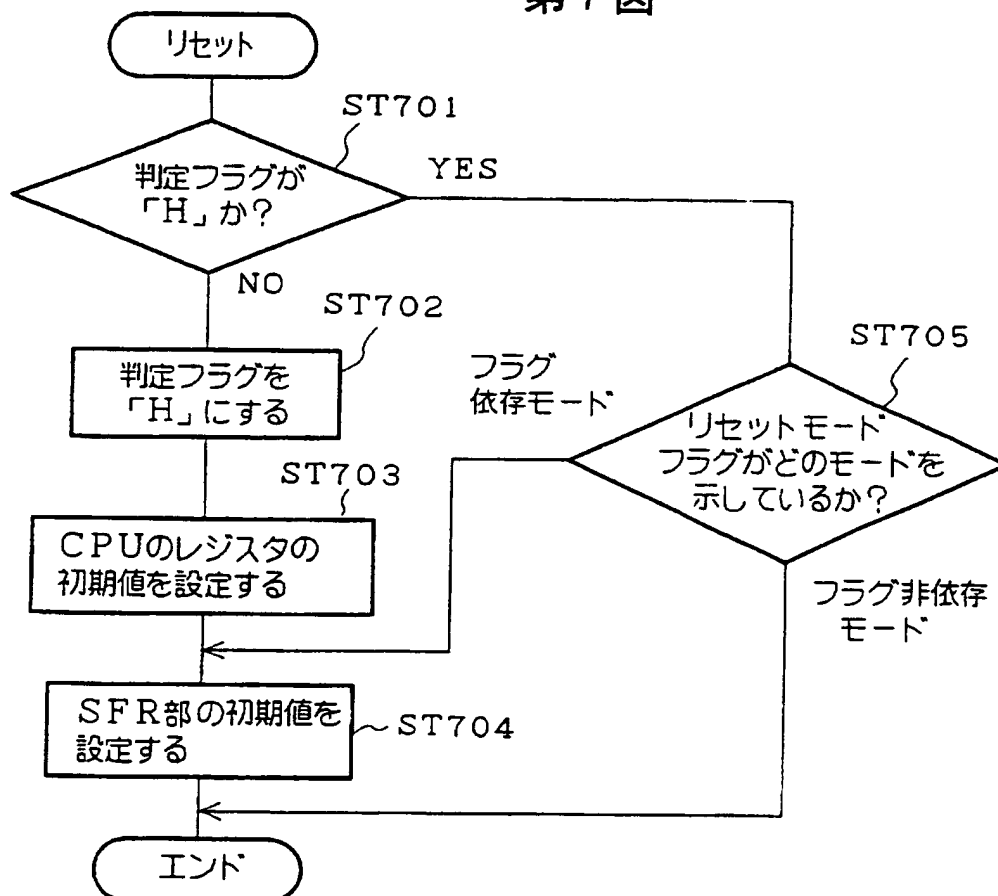 第7図
リセット
ST701
判定フラグが
「H」か?
YES
NO
ST702
判定フラグを
「H」にする
ST703
CPUのレジスタの
初期値を設定する
フラグ
依存モード
ST705
リセットモード
フラグがどのモードを
示しているか?
フラグ非依存
モード
SFR部の初期値を
設定する
ST704
エンド